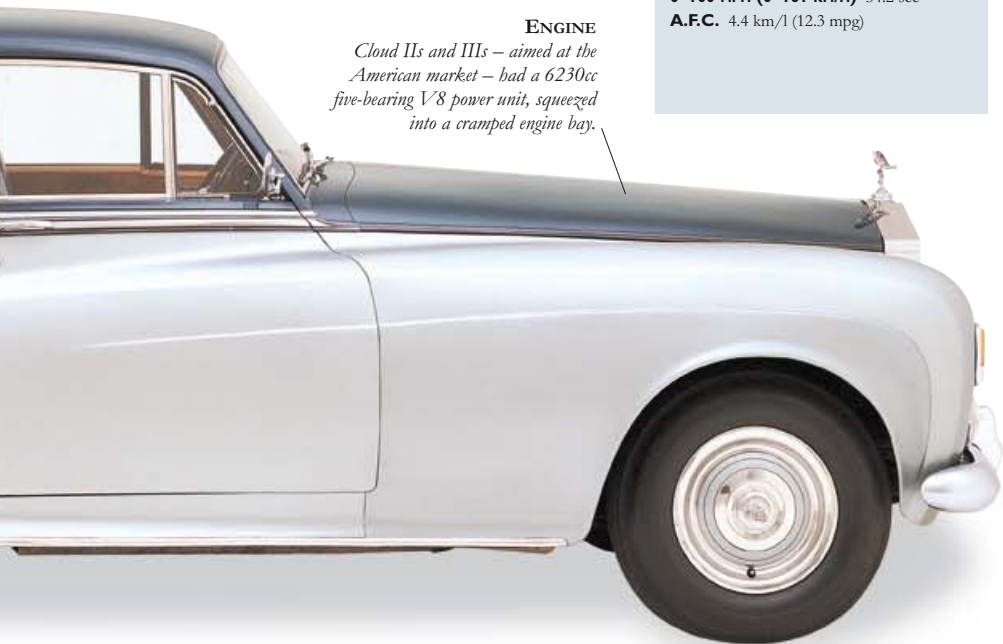 ENGINE
Cloud IIs and IIIs – aimed at the
American market – had a 6230cc
five-bearing V8 power unit, squeezed
into a cramped engine bay.
A.F.C. 4.4 km/l (12.3 mpg)